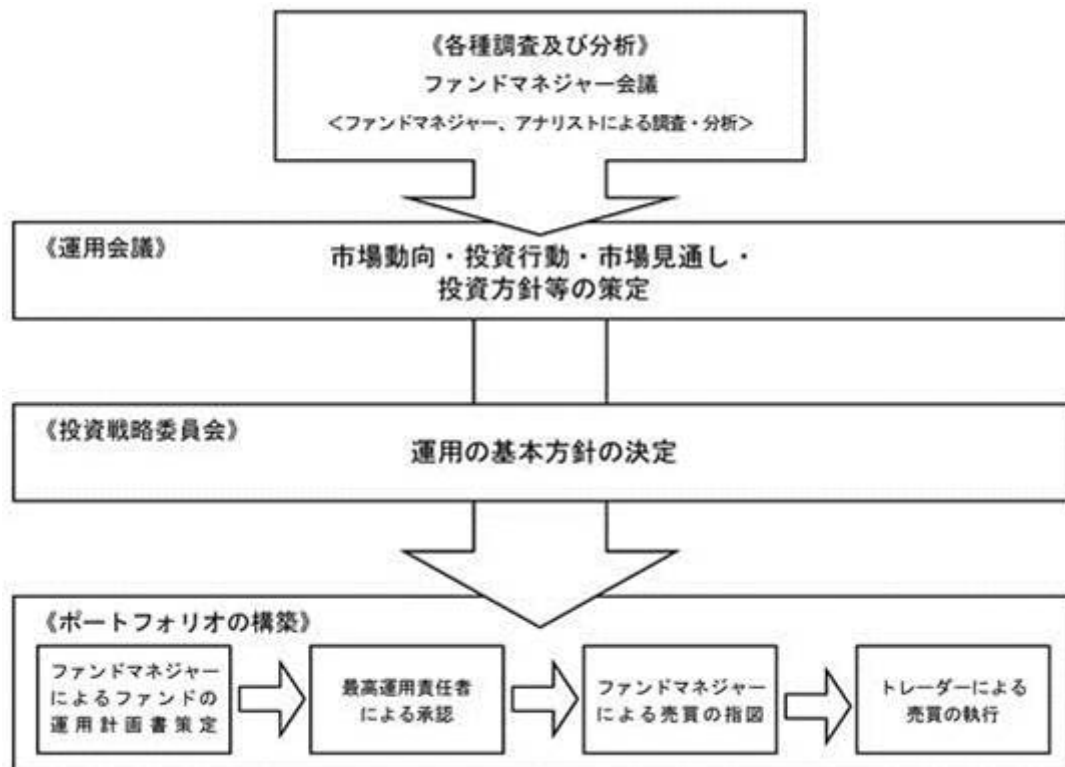 《各種調査及び分析》
ファンドマネジャー会議
<ファンドマネジャー、アナリストによる調査・分析>
《運用会議》
市場動向・投資行動・市場見通し・
投資方針等の策定
《投資戦略委員会》
運用の基本方針の決定
《ポートフォリオの構築》
ファンドマネジャー
によるファンドの
運用計画書策定
最高運用責任者
による承認
ファンドマネジャー
による売買の指図
トレーダーによる
売買の執行